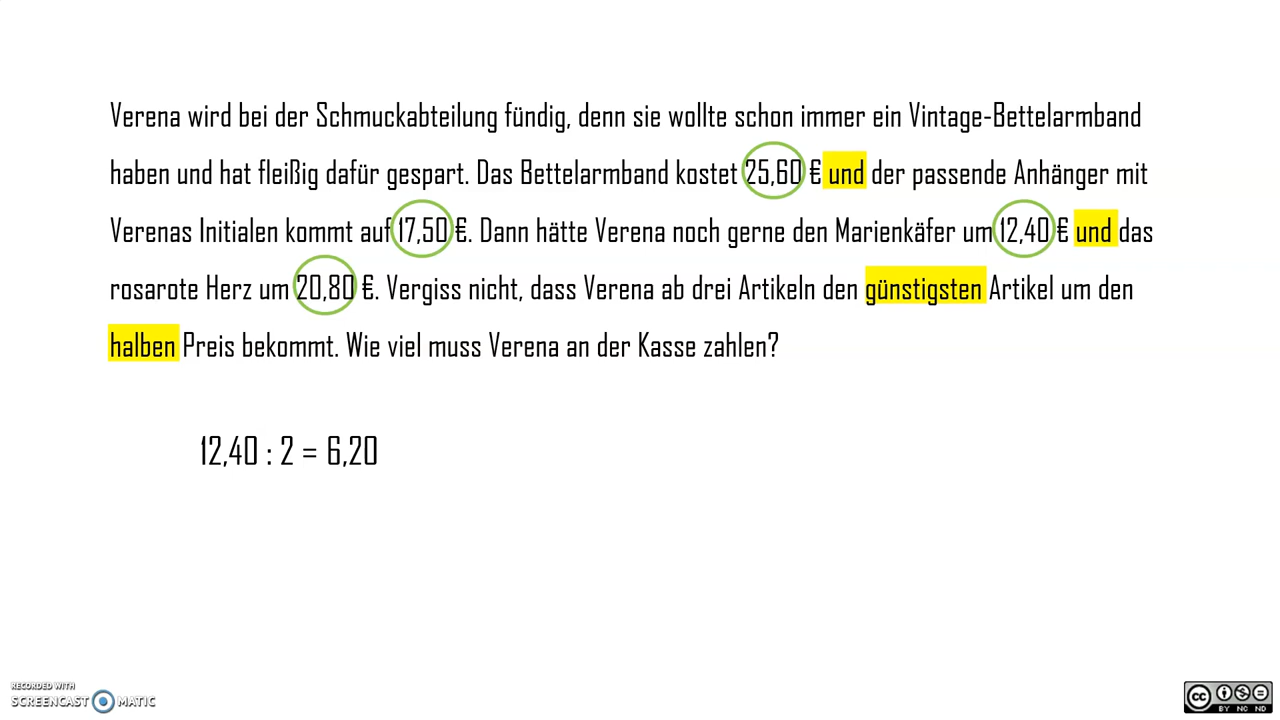 Verena wird bei der Schmuckabteilung fündig, denn sie wollte schon immer ein Vintage-Bettelarmband
haben und hat fleißig dafür gespart. Das Bettelarmband kostet 25,60 € und der passende Anhänger mit
Verenas Initialen kommt auf 17,50 €. Dann hätte Verena noch gerne den Marienkäfer um 12,40 € und das
rosarote Herz um 20,80 €. Vergiss nicht, dass Verena ab drei Artikeln den günstigsten Artikel um den
halben Preis bekommt. Wie viel muss Verena an der Kasse zahlen?
12,40 : 2 = 6,20
RECORDED WITH
SCREENCAST MATIC
cc
BY NC ND